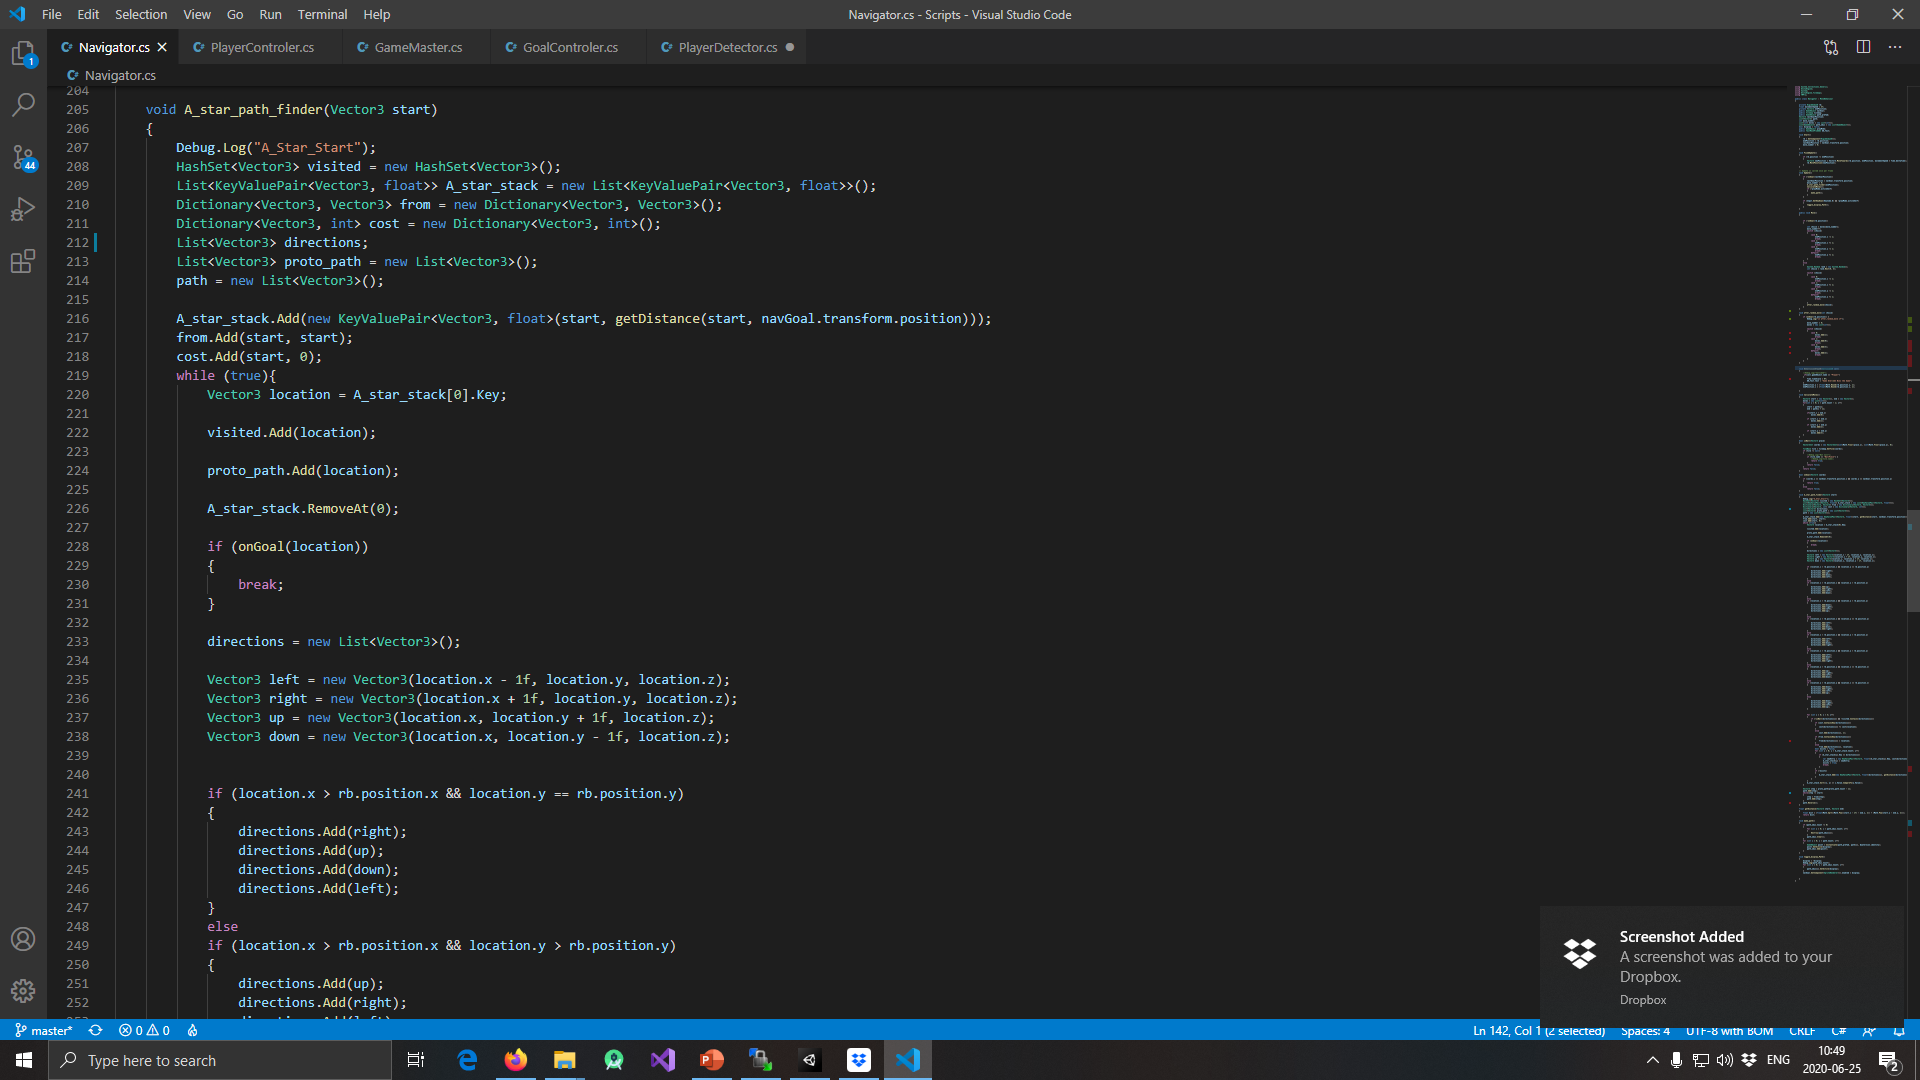 File Edit Selection View Go Run Terminal Help
Navigator.cs - Scripts - Visual Studio Code
Navigator.cs PlayerControler.cs GameMaster.cs GoalControler.cs PlayerDetector.cs
Navigator.cs
204
205 void A_star_path_finder(Vector3 start)
206 {
207 Debug.Log("A_Star_Start");
208 HashSet<Vector3> visited = new HashSet<Vector3>();
209 List<KeyValuePair<Vector3, float>> A_star_stack = new List<KeyValuePair<Vector3, float>>();
210 Dictionary<Vector3, Vector3> from = new Dictionary<Vector3, Vector3>();
211 Dictionary<Vector3, int> cost = new Dictionary<Vector3, int>();
212 List<Vector3> directions;
213 List<Vector3> proto_path = new List<Vector3>();
214 path = new List<Vector3>();
215
216 A_star_stack.Add(new KeyValuePair<Vector3, float>(start, getDistance(start, navGoal.transform.position)));
217 from.Add(start, start);
218 cost.Add(start, 0);
219 while (true){
220 Vector3 location = A_star_stack[0].Key;
221
222 visited.Add(location);
223
224 proto_path.Add(location);
225
226 A_star_stack.RemoveAt(0);
227
228 if (onGoal(location))
229 {
230 break;
231 }
232
233 directions = new List<Vector3>();
234
235 Vector3 left = new Vector3(location.x - 1f, location.y, location.z);
236 Vector3 right = new Vector3(location.x + 1f, location.y, location.z);
237 Vector3 up = new Vector3(location.x, location.y + 1f, location.z);
238 Vector3 down = new Vector3(location.x, location.y - 1f, location.z);
239
240
241 if (location.x > rb.position.x && location.y == rb.position.y)
242 {
243 directions.Add(right);
244 directions.Add(up);
245 directions.Add(down);
246 directions.Add(left);
247 }
248 else
249 if (location.x > rb.position.x && location.y > rb.position.y)
250 {
251 directions.Add(up);
252 directions.Add(right);
1
44
Screenshot Added
A screenshot was added to your
Dropbox.
Dropbox
master* 0 0 Ln 142, Col 1 (2 selected) Spaces: 4 UTF-8 with BOM CRLF C#
Type here to search
ENG
10:49
2020-06-25
2